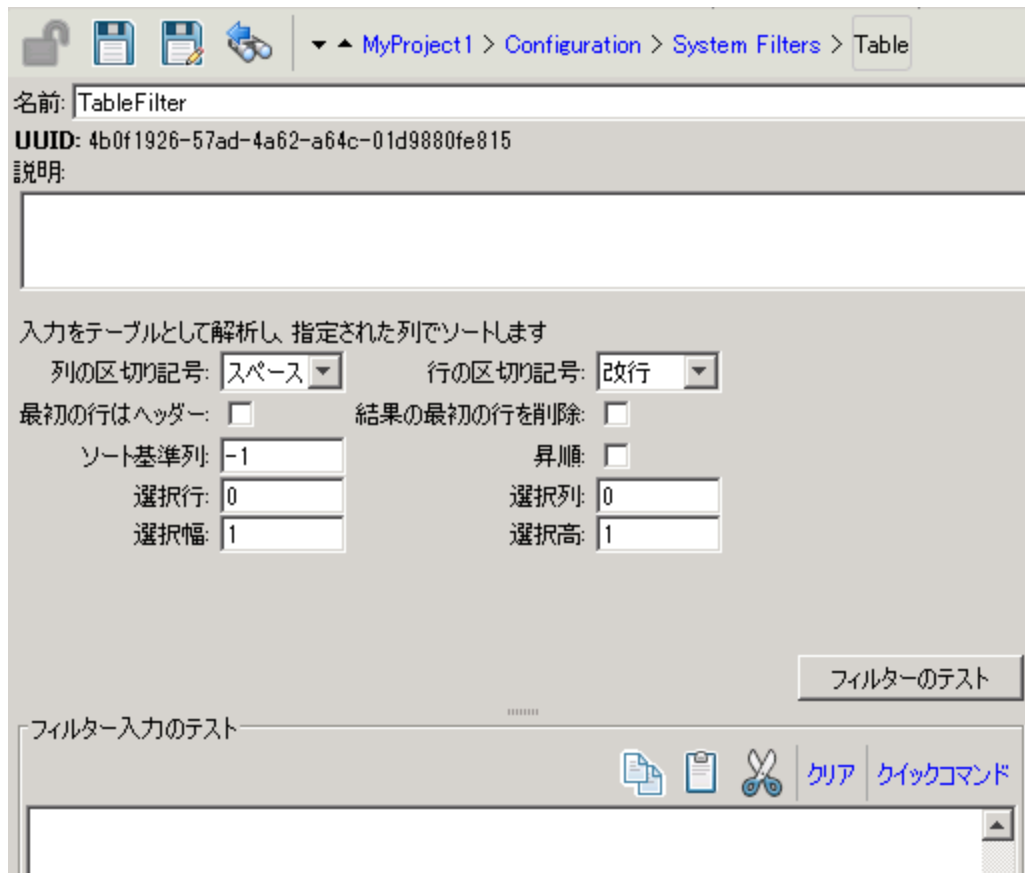 MyProject1 > Configuration > System Filters > Table
名前: TableFilter
UUID: 4b0f1926-57ad-4a62-a64c-01d9880fe815
説明:
入力をテーブルとして解析し、指定された列でソートします
列の区切り記号: スペース 行の区切り記号: 改行
最初の行はヘッダー: 結果の最初の行を削除:
ソート基準列: -1 昇順:
選択行: 0 選択列: 0
選択幅: 1 選択高: 1
フィルターのテスト
フィルター入力のテスト
クリア クイックコマンド